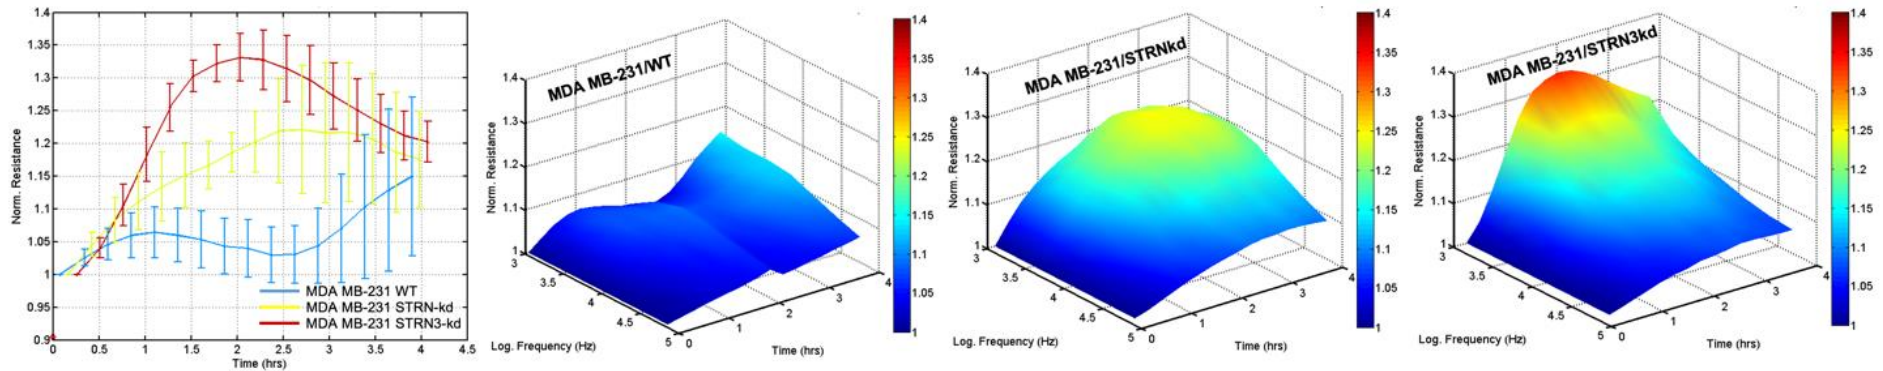 1.4
1.35
1.3
1.25
1.2
1.15
1.1
1.05
1
0.95
0.9
Norm. Resistance
0 0.5 1 1.5 2 2.5 3 3.5 4 4.5
Time (hrs)
MDA MB-231 WT
MDA MB-231 STRN-kd
MDA MB-231 STRN3-kd
MDA MB-231/WT
1.4
1.3
1.2
1.1
1
Norm. Resistance
3 3.5 4 4.5 5
Log. Frequency (Hz)
0 1 2 3 4
Time (hrs)
1.4
1.35
1.3
1.25
1.2
1.15
1.1
1.05
1
MDA MB-231/STRNkd
1.4
1.3
1.2
1.1
1
Norm. Resistance
3 3.5 4 4.5 5
Log. Frequency (Hz)
0 1 2 3 4
Time (hrs)
1.4
1.35
1.3
1.25
1.2
1.15
1.1
1.05
1
MDA MB-231/STRN3kd
1.4
1.3
1.2
1.1
1
Norm. Resistance
3 3.5 4 4.5 5
Log. Frequency (Hz)
0 1 2 3 4
Time (hrs)
1.4
1.35
1.3
1.25
1.2
1.15
1.1
1.05
1